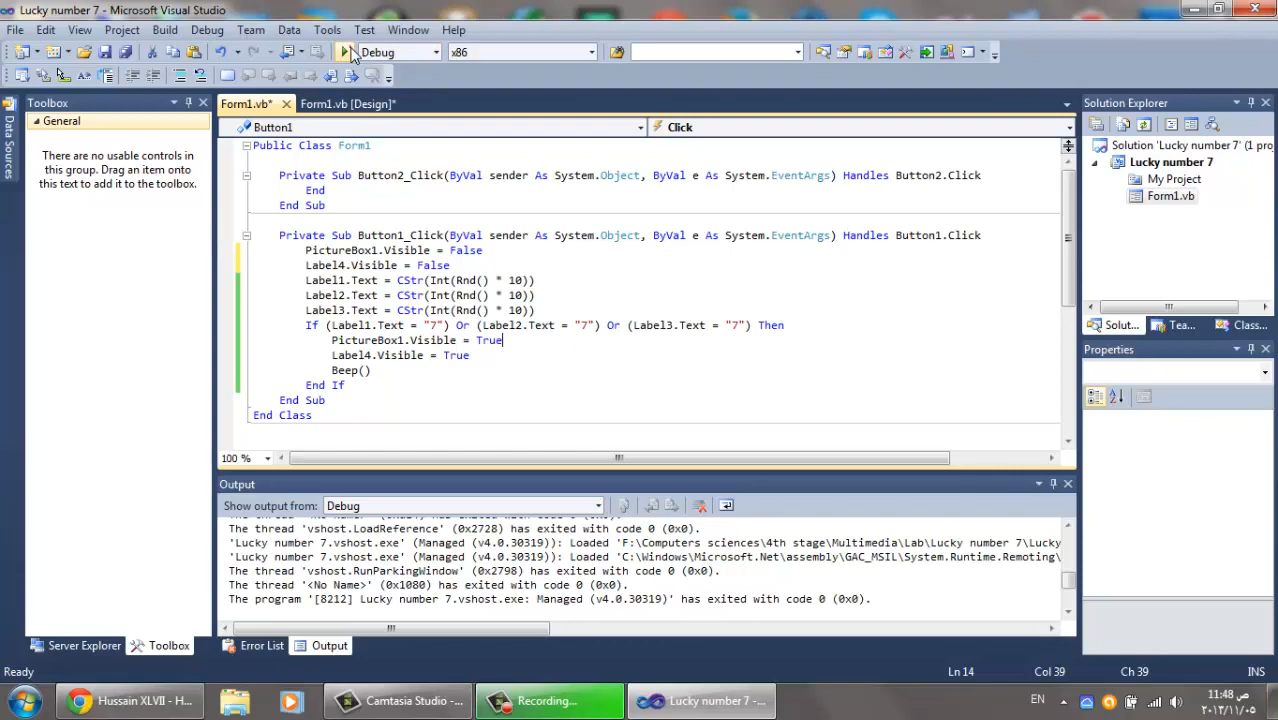 Lucky number 7 - Microsoft Visual Studio
File Edit View Project Build Debug Team Data Tools Test Window Help
Debug x86
Toolbox
General
There are no usable controls in
this group. Drag an item onto
this text to add it to the toolbox.
Data Sources
Form1.vb* Form1.vb [Design]*
Button1 Click
Public Class Form1
Private Sub Button2_Click(ByVal sender As System.Object, ByVal e As System.EventArgs) Handles Button2.Click
End
End Sub
Private Sub Button1_Click(ByVal sender As System.Object, ByVal e As System.EventArgs) Handles Button1.Click
PictureBox1.Visible = False
Label4.Visible = False
Label1.Text = CStr(Int(Rnd() * 10))
Label2.Text = CStr(Int(Rnd() * 10))
Label3.Text = CStr(Int(Rnd() * 10))
If (Label1.Text = "7") Or (Label2.Text = "7") Or (Label3.Text = "7") Then
PictureBox1.Visible = True
Label4.Visible = True
Beep()
End If
End Sub
End Class
100 %
Solution Explorer
Solution 'Lucky number 7' (1 pro
Lucky number 7
My Project
Form1.vb
Solut... Tea... Class...
Properties
Output
Show output from: Debug
The thread 'vshost.LoadReference' (0x2728) has exited with code 0 (0x0).
'Lucky number 7.vshost.exe' (Managed (v4.0.30319)): Loaded 'F:\Computer sciences\4th stage\Multimedia\Lab\Lucky number 7\Lucky
'Lucky number 7.vshost.exe' (Managed (v4.0.30319)): Loaded 'C:\Windows\Microsoft.Net\assembly\GAC_MSIL\System.Runtime.Remoting\
The thread 'vshost.RunParkingWindow' (0x2798) has exited with code 0 (0x0).
The thread '<No Name>' (0x1080) has exited with code 0 (0x0).
The program '[8212] Lucky number 7.vshost.exe: Managed (v4.0.30319)' has exited with code 0 (0x0).
Server Explorer Toolbox Error List Output
Ready Ln 14 Col 39 Ch 39 INS
Hussain XLVII - H... Camtasia Studio -... Recording... Lucky number 7 -... EN
11:48 ص
٢٠١٣/١١/٠٥